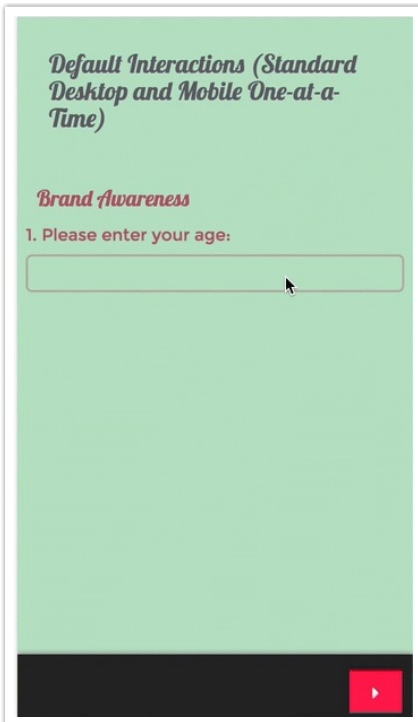 Default Interactions (Standard
Desktop and Mobile One-at-a-
Time)
Brand Awareness
1. Please enter your age: